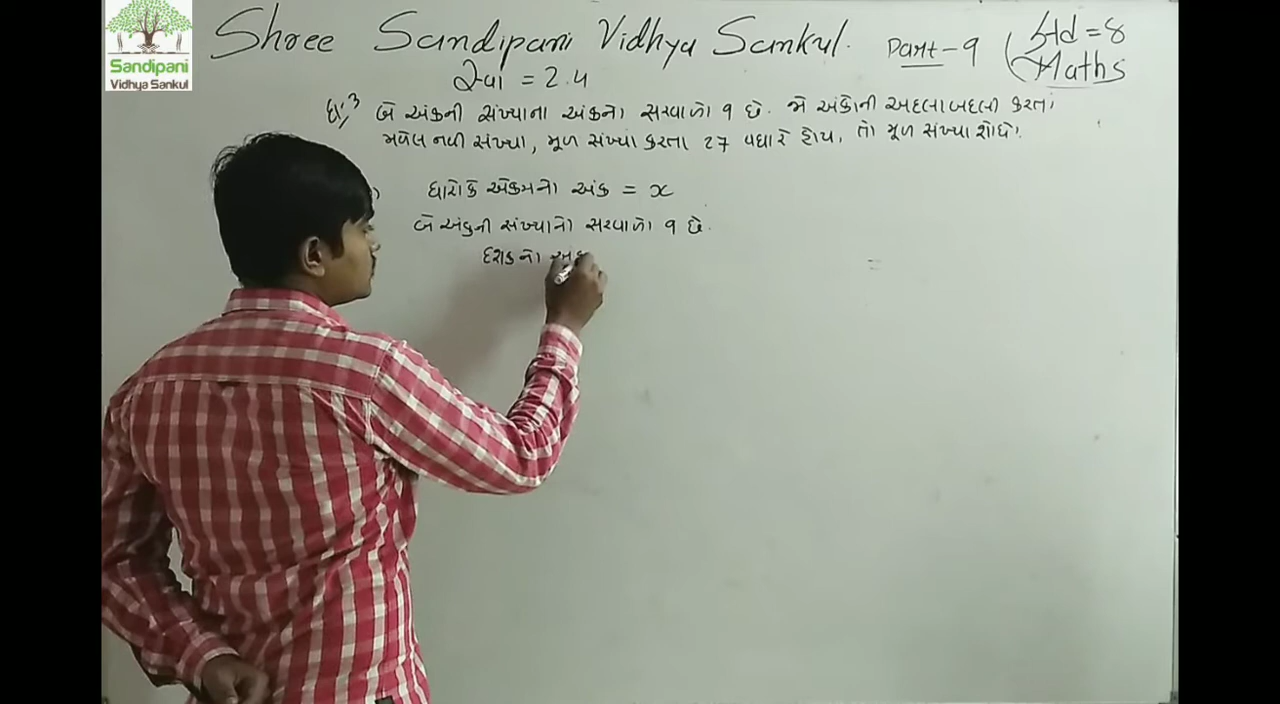 Sandipani
Vidhya Sankul
Shree Sandipani Vidhya Sankul. Part-9 Std=8
Maths
સ્વા = 2.4
દા.3 બે અંકની સંખ્યાના અંકનો સરવાળો 9 છે. જો અંકોની અદલાબદલી કરતાં
મળેલ નવી સંખ્યા, મૂળ સંખ્યા કરતા 27 વધારે હોય, તો મૂળ સંખ્યા શોધો.
ધારોકે એકમનો અંક = x
બે અંકની સંખ્યાનો સરવાળો 9 છે.
દશકનો અંક
=